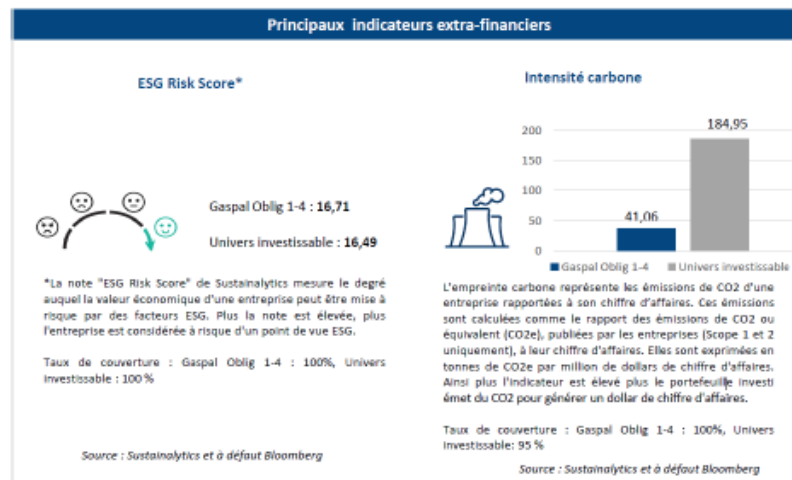 Principaux indicateurs extra-financiers
ESG Risk Score*
Gaspal Oblig 1-4 : 16,71
Univers investissable : 16,49
*La note "ESG Risk Score" de Sustainalytics mesure le degré
auquel la valeur économique d'une entreprise peut être mise à
risque par des facteurs ESG. Plus la note est élevée, plus
l'entreprise est considérée à risque d'un point de vue ESG.
Taux de couverture : Gaspal Oblig 1-4 : 100%, Univers
investissable : 100 %
Source : Sustainalytics et à défaut Bloomberg
Intensité carbone
200
150
100
50
0
184,95
41,06
Gaspal Oblig 1-4
Univers investissable
L'empreinte carbone représente les émissions de CO2 d'une
entreprise rapportées à son chiffre d'affaires. Ces émissions
sont calculées comme le rapport des émissions de CO2 ou
équivalent (CO2e), publiées par les entreprises (Scope 1 et 2
uniquement), à leur chiffre d'affaires. Elles sont exprimées en
tonnes de CO2e par million de dollars de chiffre d'affaires.
Ainsi plus l'indicateur est élevé plus le portefeuille investi
émet du CO2 pour générer un dollar de chiffre d'affaires.
Taux de couverture : Gaspal Oblig 1-4 : 100%, Univers
investissable: 95 %
Source : Sustainalytics et à défaut Bloomberg